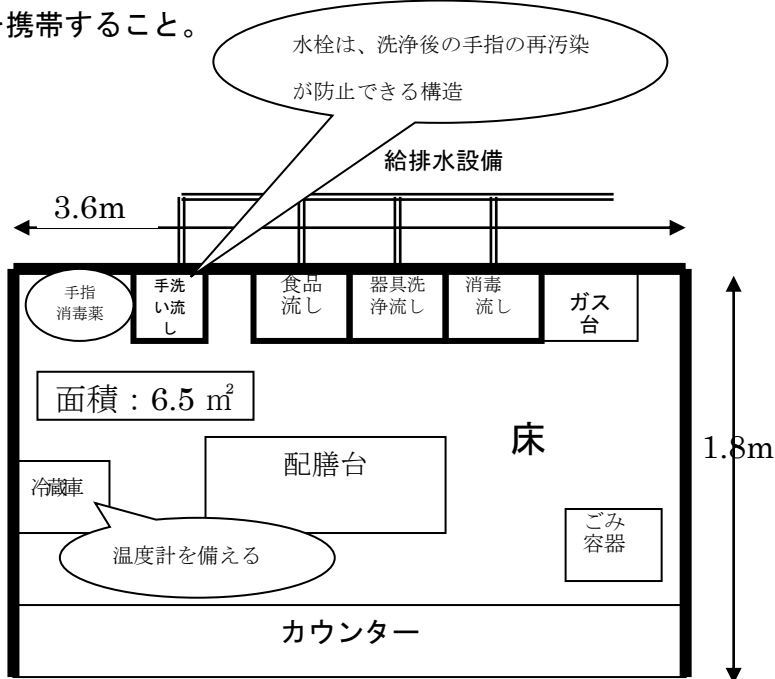 携帯すること。
水栓は、洗浄後の手指の再汚染
が防止できる構造
給排水設備
3.6m
手指
消毒薬
手洗
い流
し
食品
流し
器具洗
浄流し
消毒
流し
ガス
台
面積：6.5 ㎡
床
1.8m
配膳台
冷蔵庫
ごみ
容器
温度計を備える
カウンター